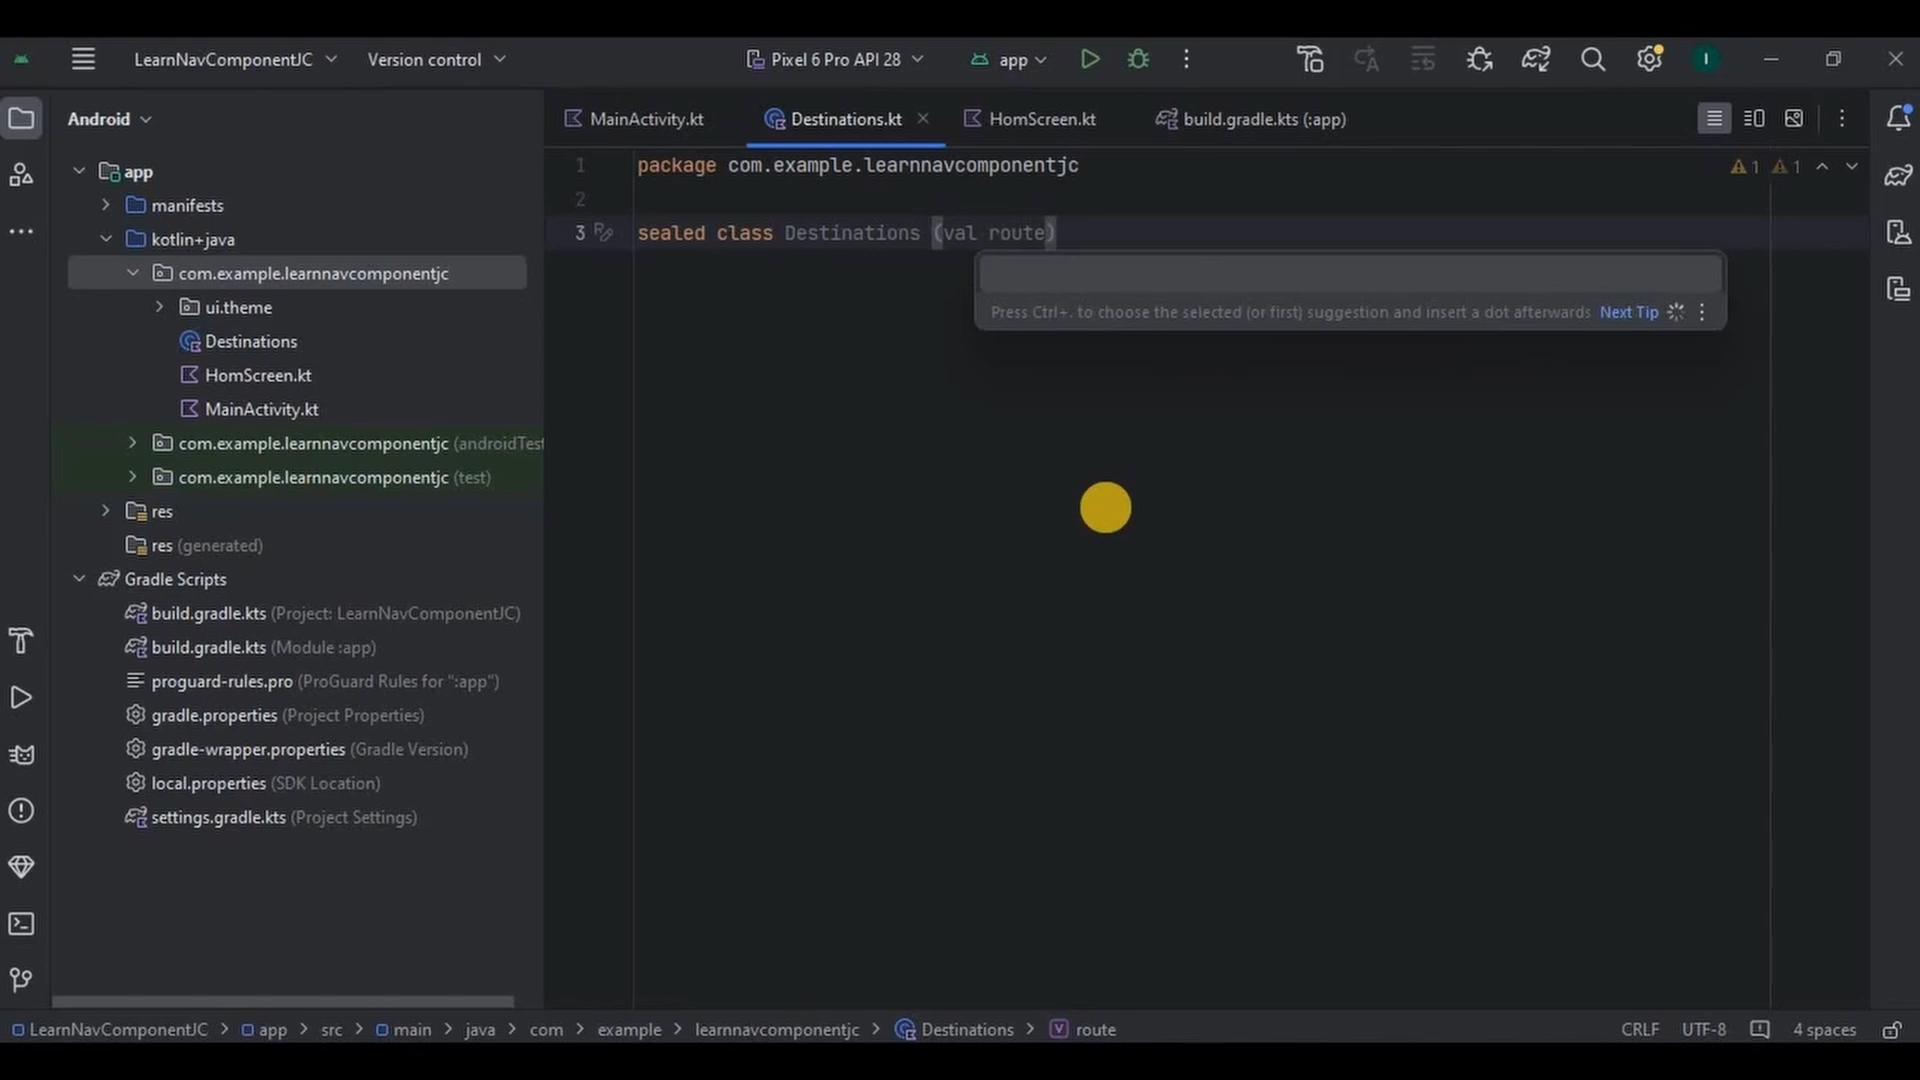 LearnNavComponentJC Version control Pixel 6 Pro API 28 app I
Android
MainActivity.kt Destinations.kt HomScreen.kt build.gradle.kts (:app)
app
manifests
kotlin+java
com.example.learnnavcomponentjc
ui.theme
Destinations
HomScreen.kt
MainActivity.kt
com.example.learnnavcomponentjc (androidTest
com.example.learnnavcomponentjc (test)
res
res (generated)
Gradle Scripts
build.gradle.kts (Project: LearnNavComponentJC)
build.gradle.kts (Module :app)
proguard-rules.pro (ProGuard Rules for ":app")
gradle.properties (Project Properties)
gradle-wrapper.properties (Gradle Version)
local.properties (SDK Location)
settings.gradle.kts (Project Settings)
1 package com.example.learnnavcomponentjc 1 1
2
3 sealed class Destinations (val route)
Press Ctrl+. to choose the selected (or first) suggestion and insert a dot afterwards Next Tip
LearnNavComponentJC app src main java com example learnnavcomponentjc Destinations V route CRLF UTF-8 4 spaces